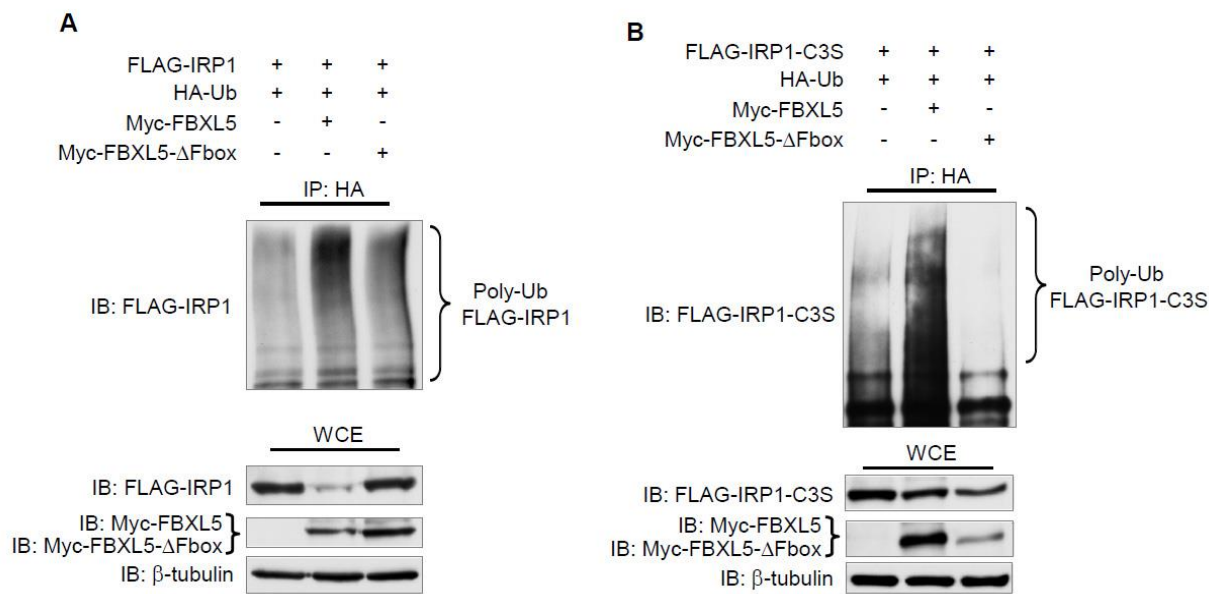 A
FLAG-IRP1 + + +
HA-Ub + + +
Myc-FBXL5 - + -
Myc-FBXL5-ΔFbox - - +
IP: HA
IB: FLAG-IRP1
Poly-Ub
FLAG-IRP1
WCE
IB: FLAG-IRP1
IB: Myc-FBXL5
IB: Myc-FBXL5-ΔFbox
IB: β-tubulin
B
FLAG-IRP1-C3S + + +
HA-Ub + + +
Myc-FBXL5 - + -
Myc-FBXL5-ΔFbox - - +
IP: HA
IB: FLAG-IRP1-C3S
Poly-Ub
FLAG-IRP1-C3S
WCE
IB: FLAG-IRP1-C3S
IB: Myc-FBXL5
IB: Myc-FBXL5-ΔFbox
IB: β-tubulin